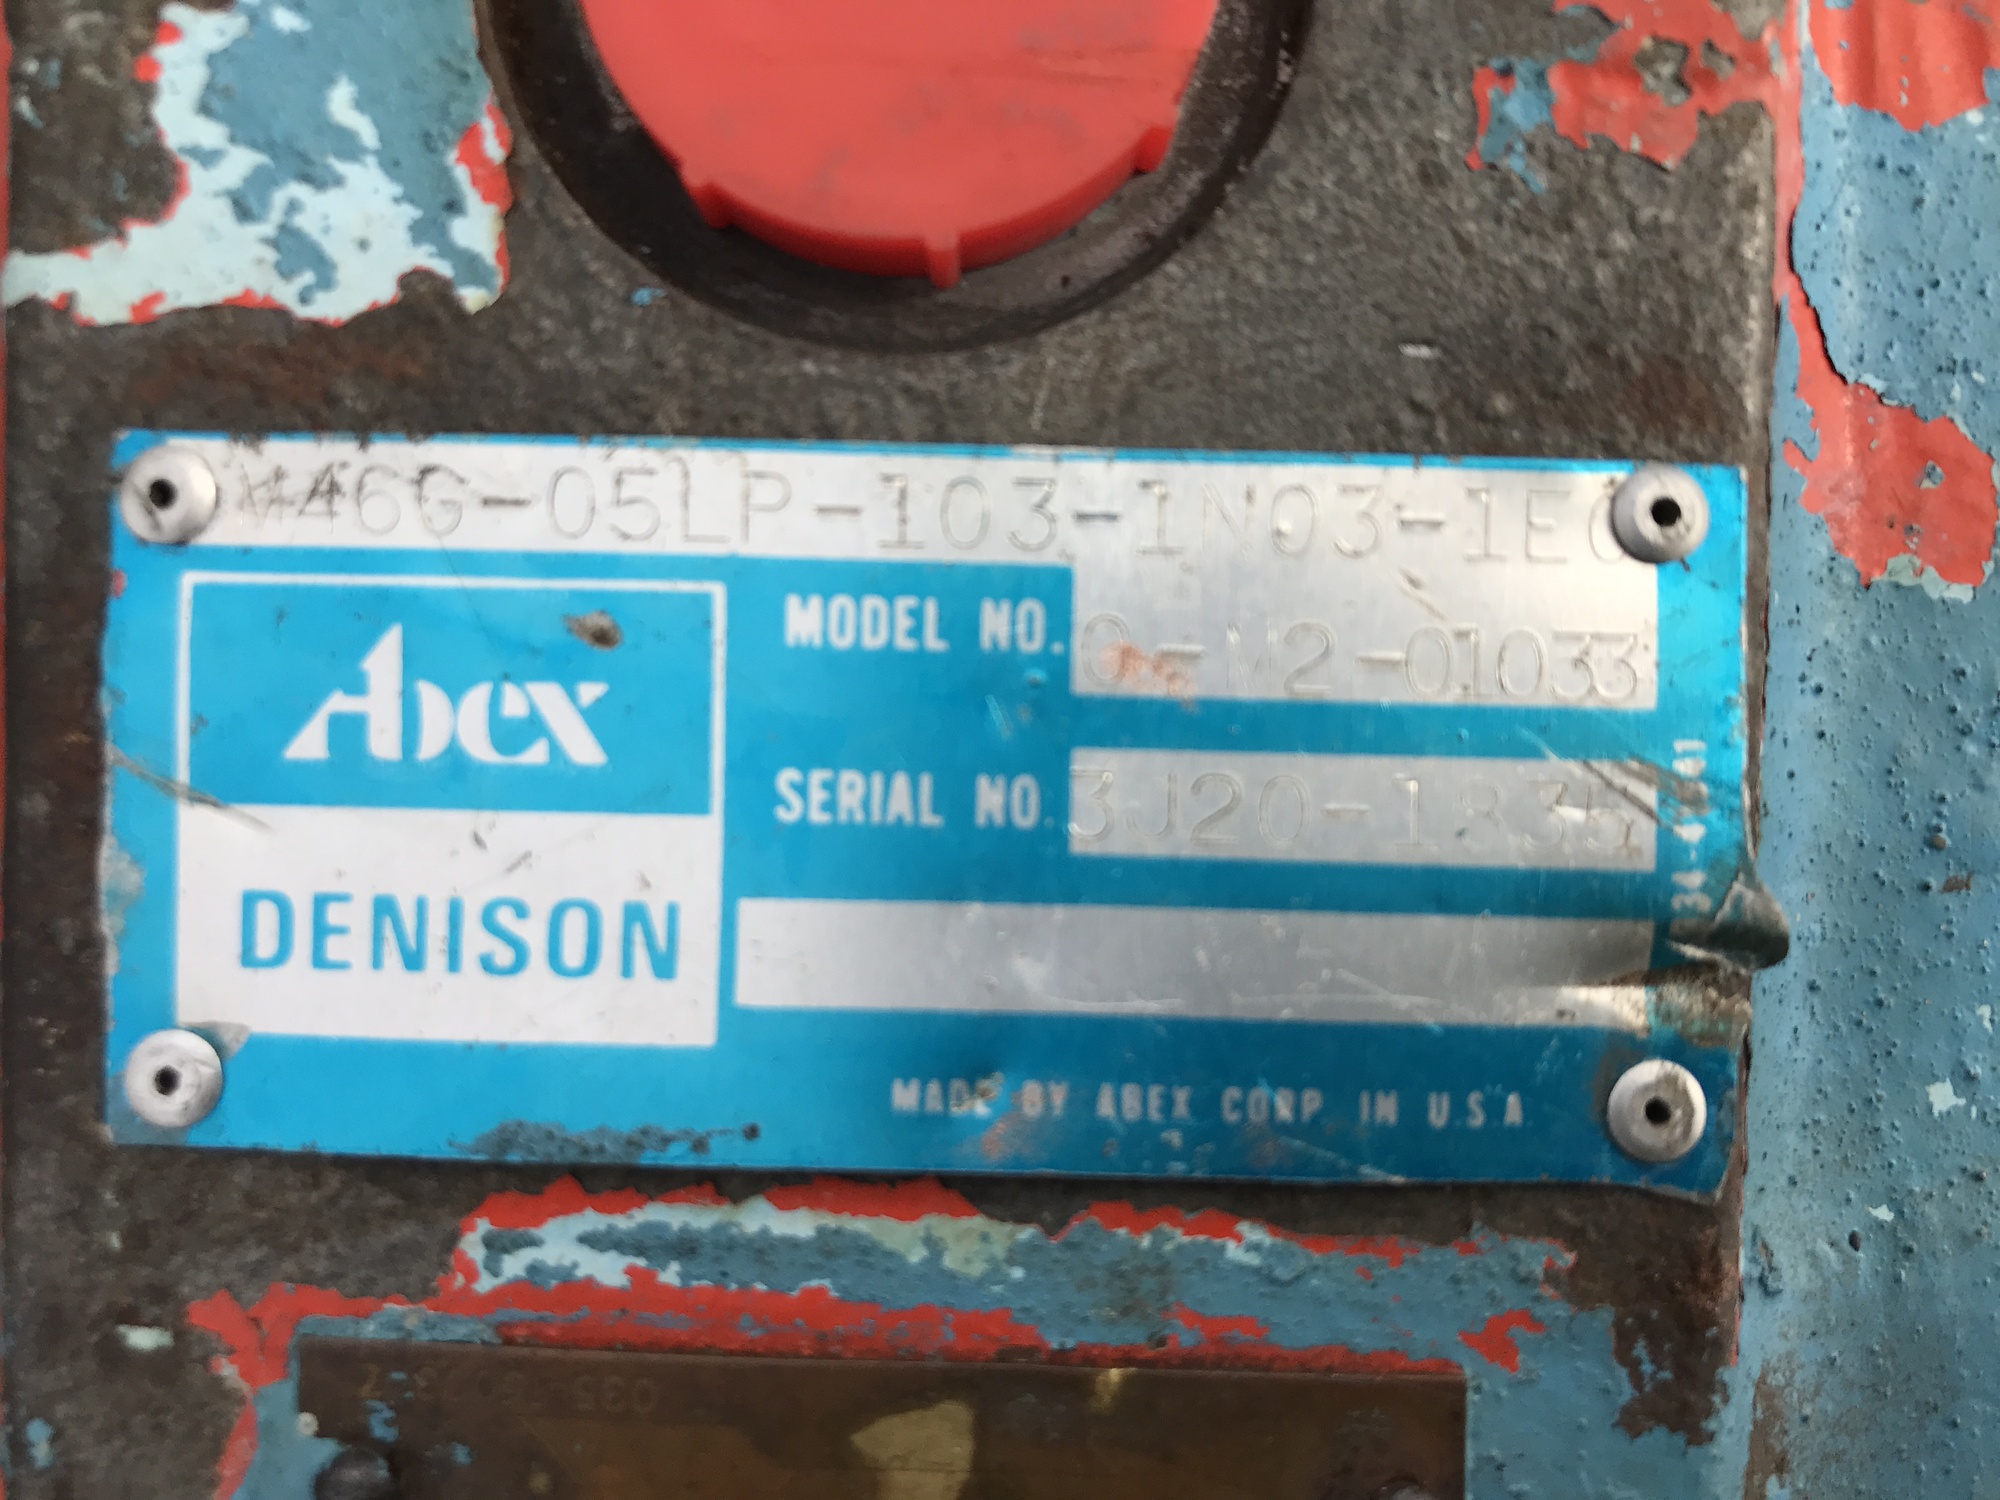 M46G-05LP-103-1N03-1E0
Abex
DENISON
MODEL NO.
0-M2-01033
SERIAL NO.
3J20-1835
MADE BY ABEX CORP. IN U.S.A.